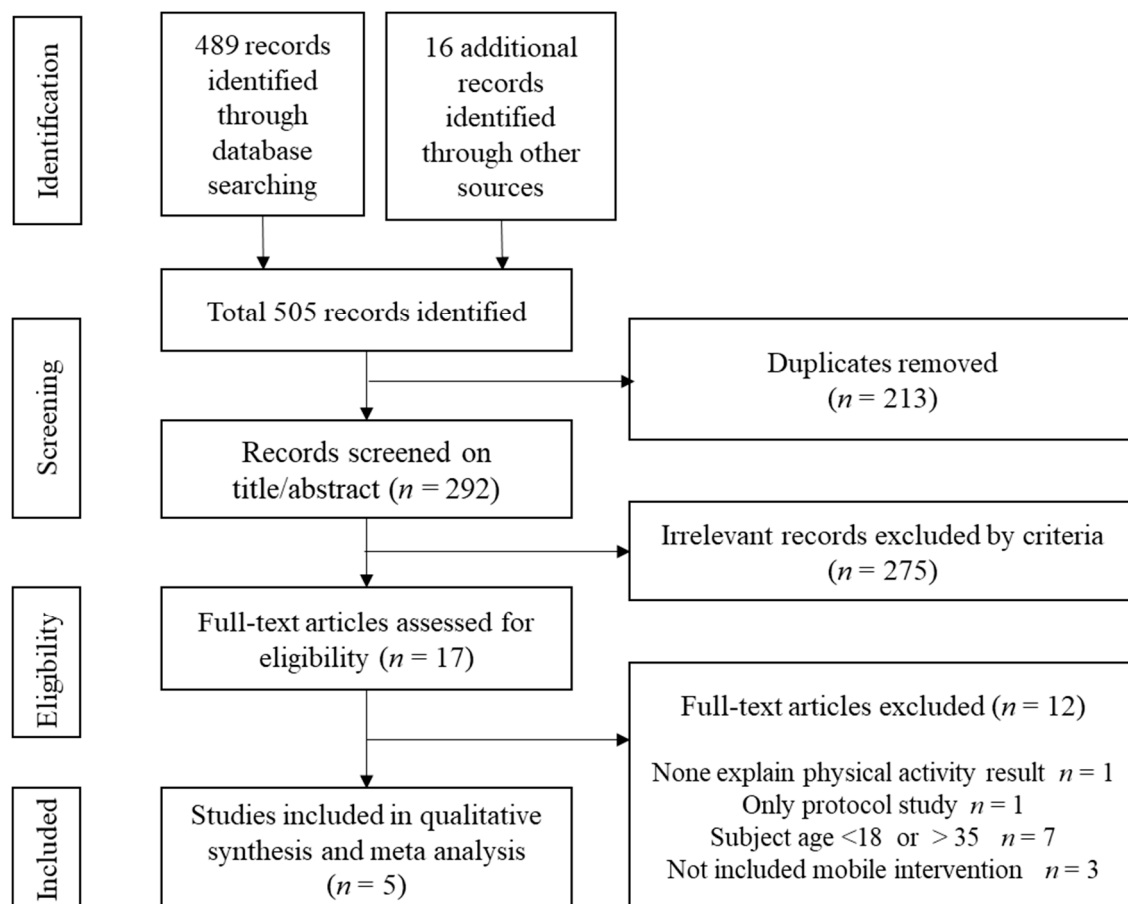 Identification
489 records
identified
through
database
searching
16 additional
records
identified
through other
sources
Total 505 records identified
Screening
Duplicates removed
(n = 213)
Records screened on
title/abstract (n = 292)
Irrelevant records excluded by criteria
(n = 275)
Eligibility
Full-text articles assessed for
eligibility (n = 17)
Full-text articles excluded (n = 12)
None explain physical activity result n = 1
Only protocol study n = 1
Subject age <18 or > 35 n = 7
Not included mobile intervention n = 3
Included
Studies included in qualitative
synthesis and meta analysis
(n = 5)